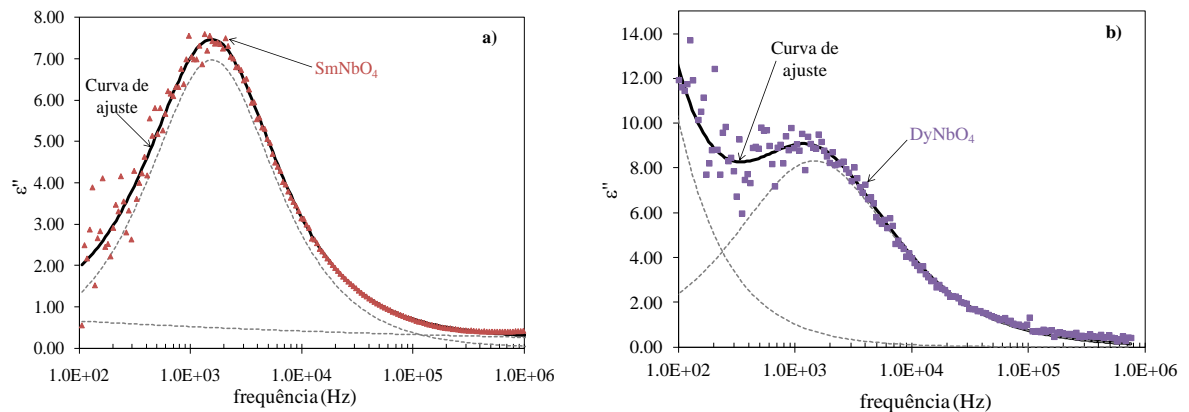 a)
8.00
7.00
6.00
5.00
4.00
3.00
2.00
1.00
0.00
ε"
Curva de
ajuste
SmNbO₄
1.0E+02 1.0E+03 1.0E+04 1.0E+05 1.0E+06
frequência (Hz)
b)
14.00
12.00
10.00
8.00
6.00
4.00
2.00
0.00
ε"
Curva de
ajuste
DyNbO₄
1.0E+02 1.0E+03 1.0E+04 1.0E+05 1.0E+06
frequência (Hz)